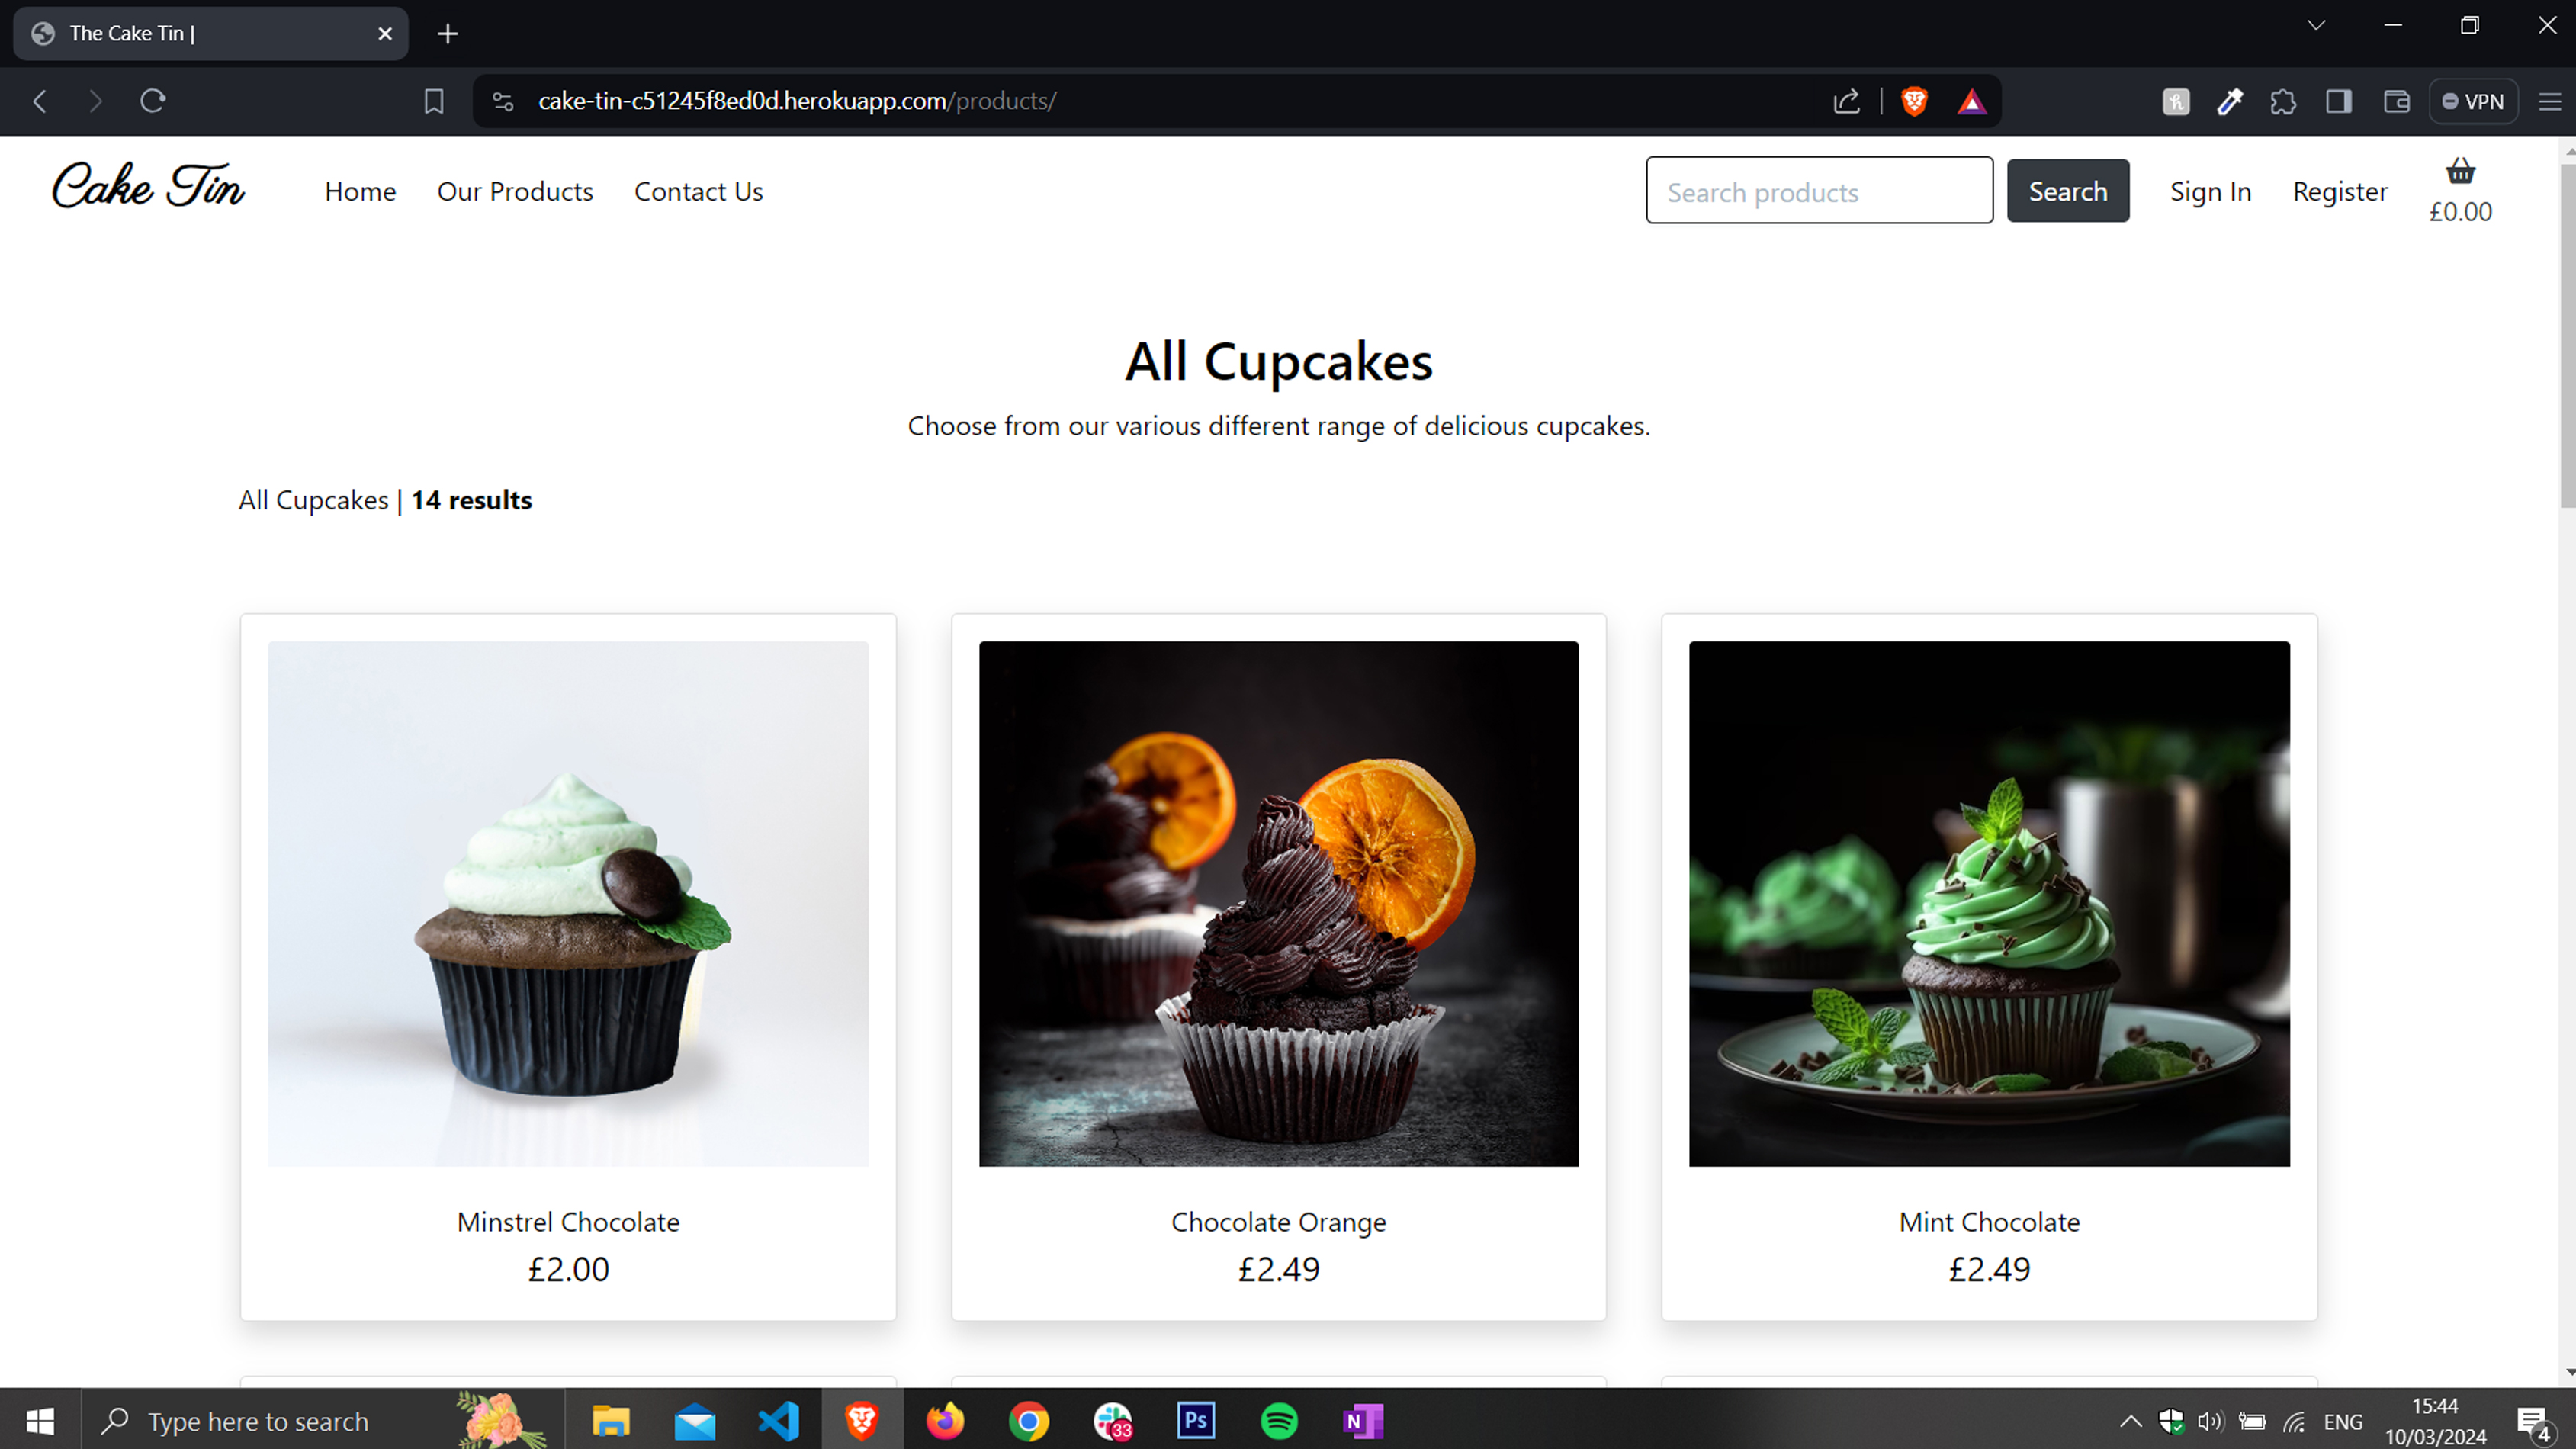 The Cake Tin |
cake-tin-c51245f8ed0d.herokuapp.com/products/
VPN
Cake Tin
Home
Our Products
Contact Us
Search products
Search
Sign In
Register
£0.00
All Cupcakes
Choose from our various different range of delicious cupcakes.
All Cupcakes | 14 results
Minstrel Chocolate
£2.00
Chocolate Orange
£2.49
Mint Chocolate
£2.49
Type here to search
33
Ps
N
ENG
15:44
10/03/2024
4